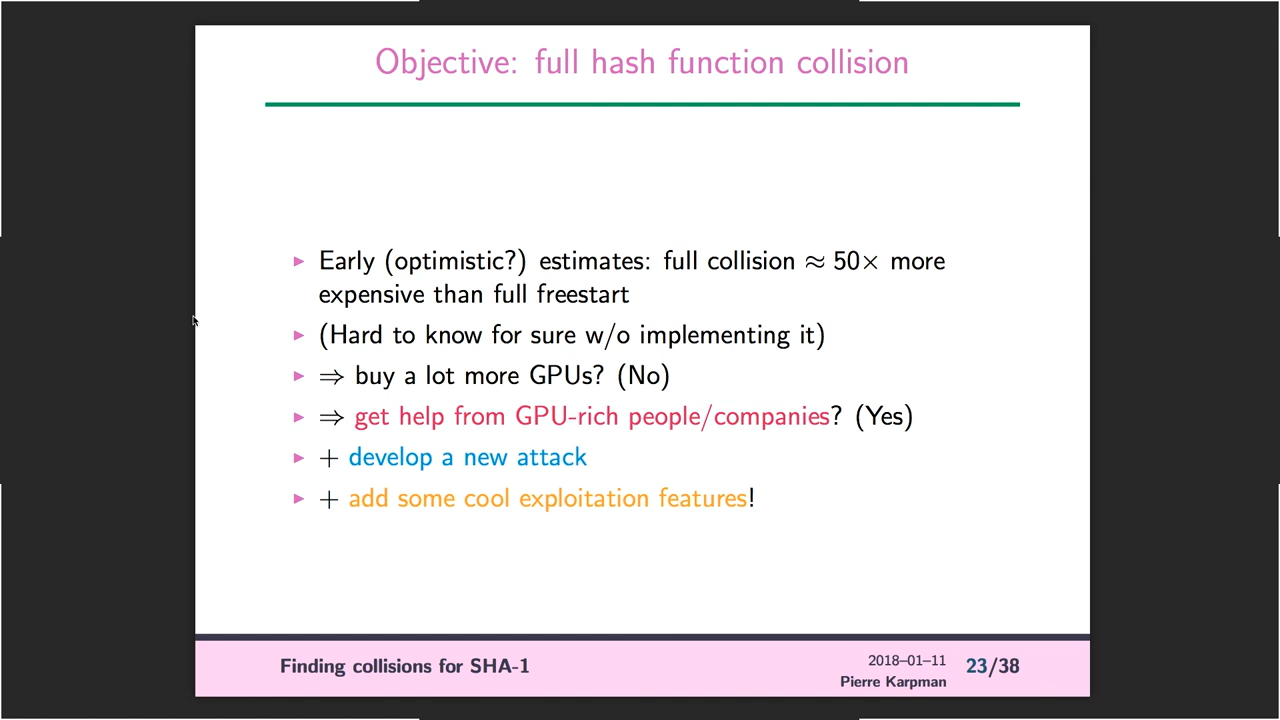 Objective: full hash function collision
▶ Early (optimistic?) estimates: full collision ≈ 50× more
expensive than full freestart
▶ (Hard to know for sure w/o implementing it)
▶ ⇒ buy a lot more GPUs? (No)
▶ ⇒ get help from GPU-rich people/companies? (Yes)
▶ + develop a new attack
▶ + add some cool exploitation features!
Finding collisions for SHA-1
2018–01–11
Pierre Karpman
23/38